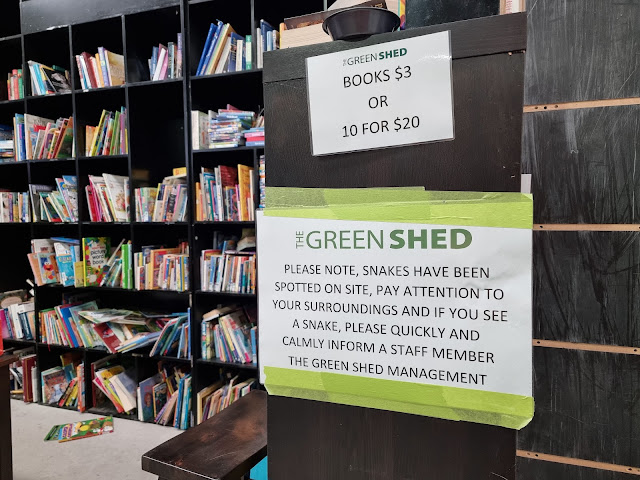 THE GREEN SHED
BOOKS $3
OR
10 FOR $20
THE GREEN SHED
PLEASE NOTE, SNAKES HAVE BEEN
SPOTTED ON SITE, PAY ATTENTION TO
YOUR SURROUNDINGS AND IF YOU SEE
A SNAKE, PLEASE QUICKLY AND
CALMLY INFORM A STAFF MEMBER
THE GREEN SHED MANAGEMENT